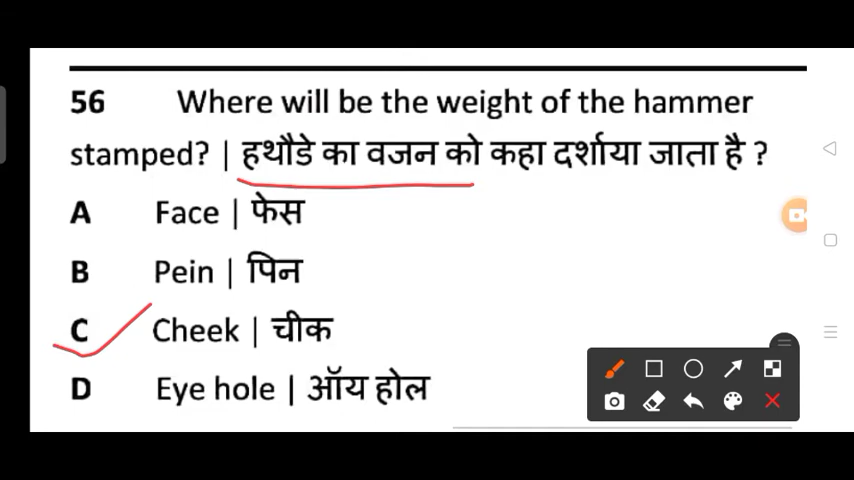 56 Where will be the weight of the hammer
stamped? | हथौडे का वजन को कहा दर्शाया जाता है ?
A Face | फेस
B Pein | पिन
C Cheek | चीक
D Eye hole | ऑय होल